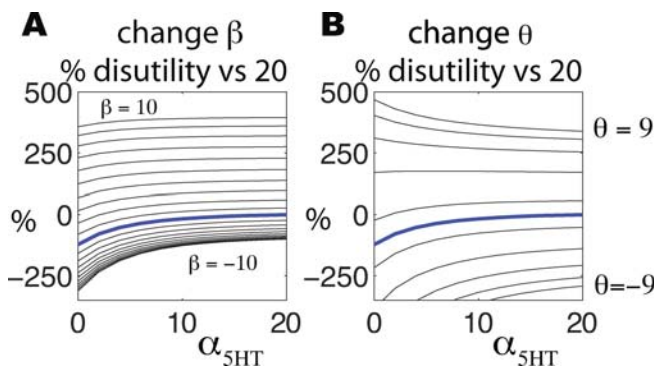 A
change β
% disutility vs 20
500
250
%
0
−250
β = 10
β = −10
0
10
20
α5HT
B
change θ
% disutility vs 20
500
250
%
0
−250
θ = 9
θ=−9
0
10
20
α5HT